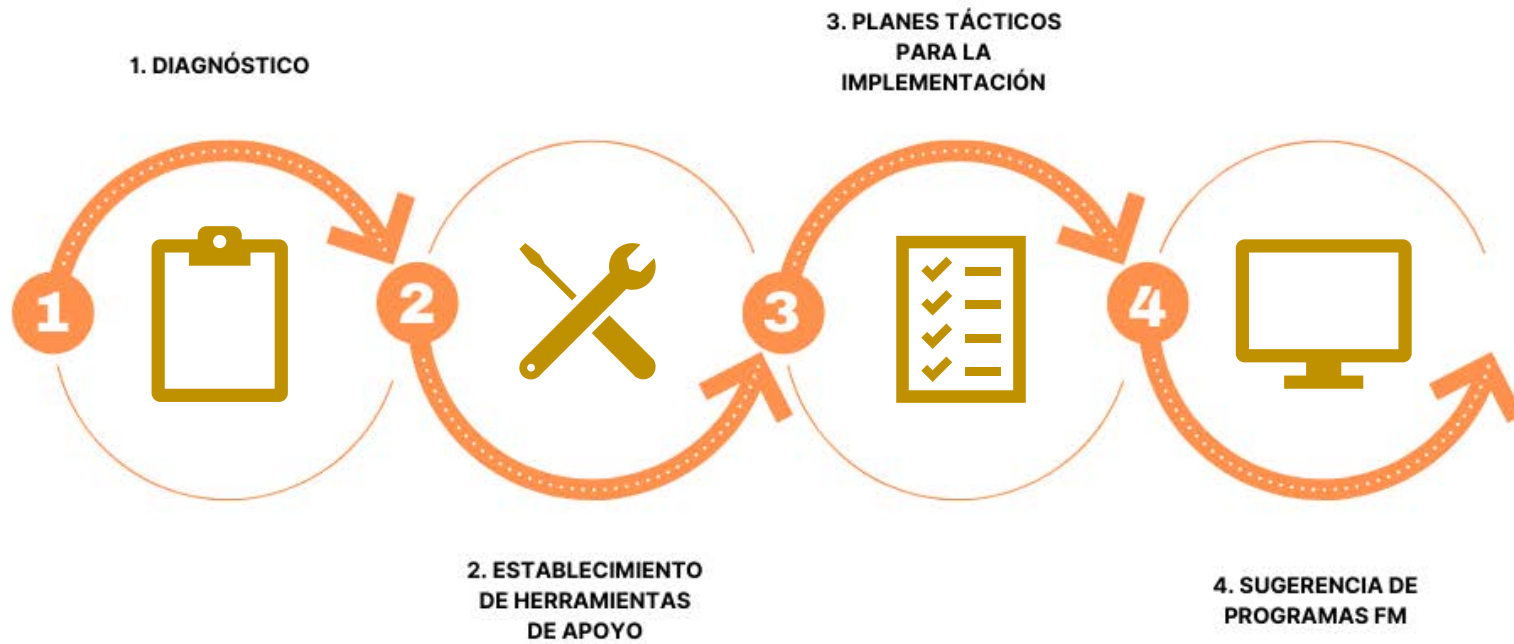 1. DIAGNÓSTICO
3. PLANES TÁCTICOS
PARA LA
IMPLEMENTACIÓN
1
2
3
4
2. ESTABLECIMIENTO
DE HERRAMIENTAS
DE APOYO
4. SUGERENCIA DE
PROGRAMAS FM